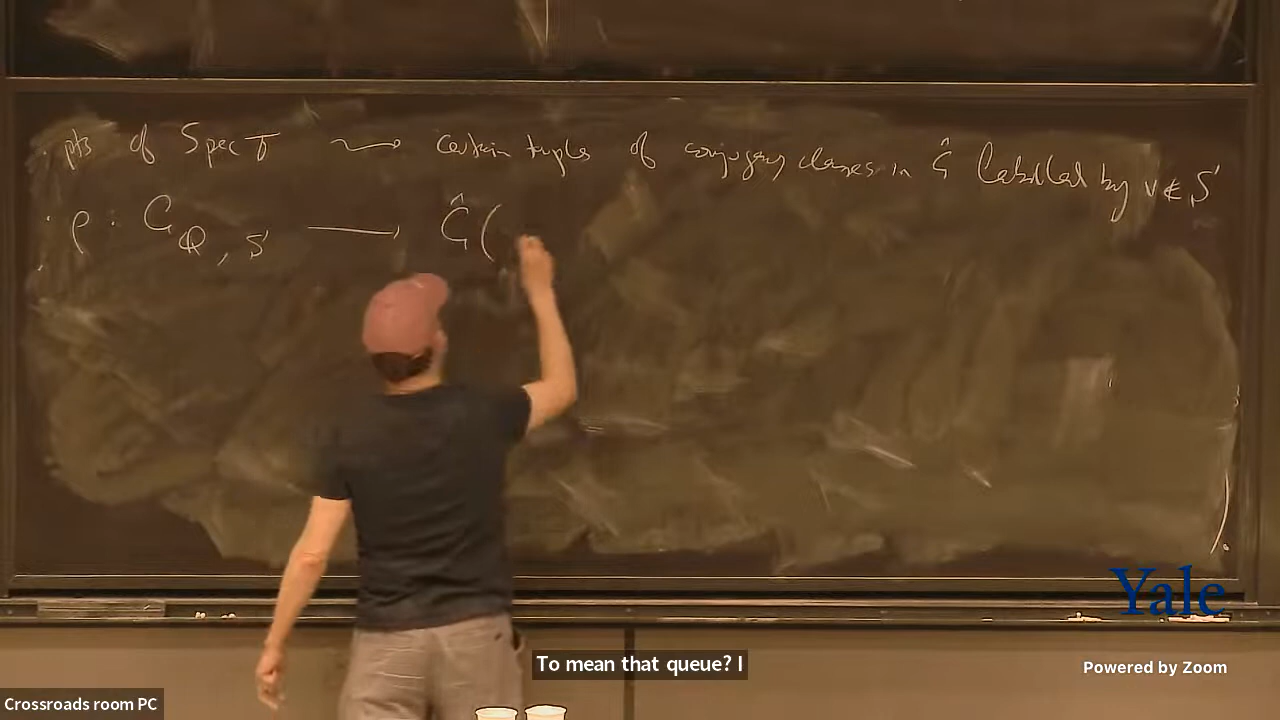 pts of Spec T ⟿ certain tuples of conjugacy classes in Ĝ labelled by v ∉ S
ρ : G_{Q, S} → Ĝ(
Yale
To mean that queue? I
Powered by Zoom
Crossroads room PC